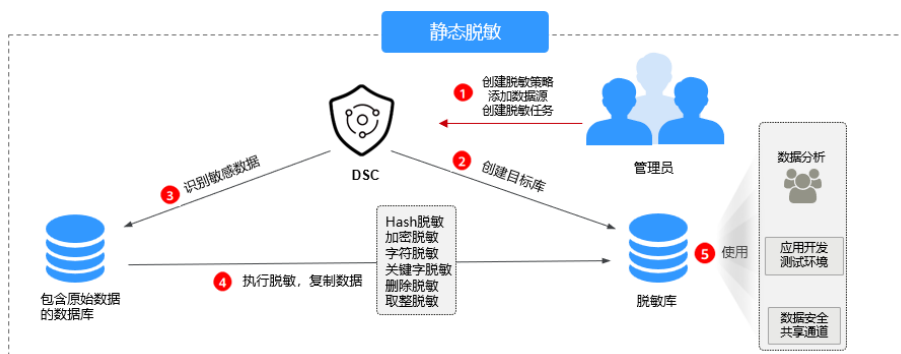 静态脱敏
1
创建脱敏策略
添加数据源
创建脱敏任务
管理员
DSC
2 创建目标库
3 识别敏感数据
包含原始数据
的数据库
4 执行脱敏，复制数据
Hash脱敏
加密脱敏
字符脱敏
关键字脱敏
删除脱敏
取整脱敏
脱敏库
5 使用
数据分析
应用开发
测试环境
数据安全
共享通道